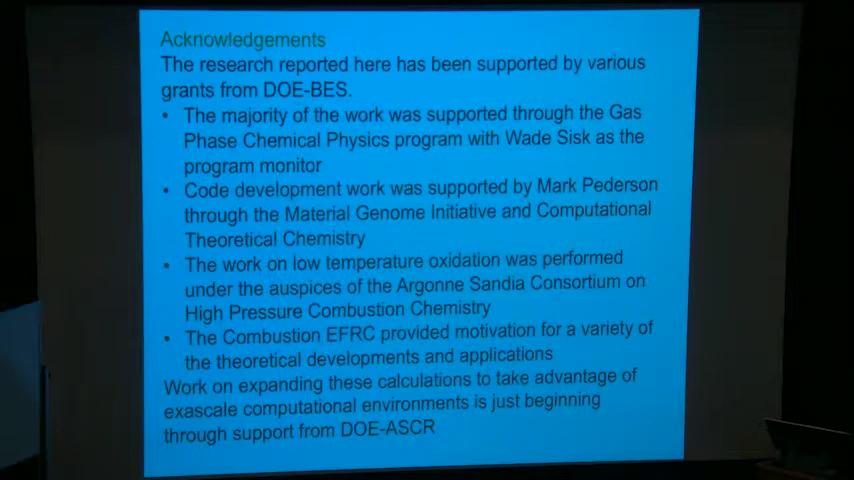 Acknowledgements
The research reported here has been supported by various
grants from DOE-BES.
• The majority of the work was supported through the Gas
Phase Chemical Physics program with Wade Sisk as the
program monitor
• Code development work was supported by Mark Pederson
through the Material Genome Initiative and Computational
Theoretical Chemistry
• The work on low temperature oxidation was performed
under the auspices of the Argonne Sandia Consortium on
High Pressure Combustion Chemistry
• The Combustion EFRC provided motivation for a variety of
the theoretical developments and applications
Work on expanding these calculations to take advantage of
exascale computational environments is just beginning
through support from DOE-ASCR